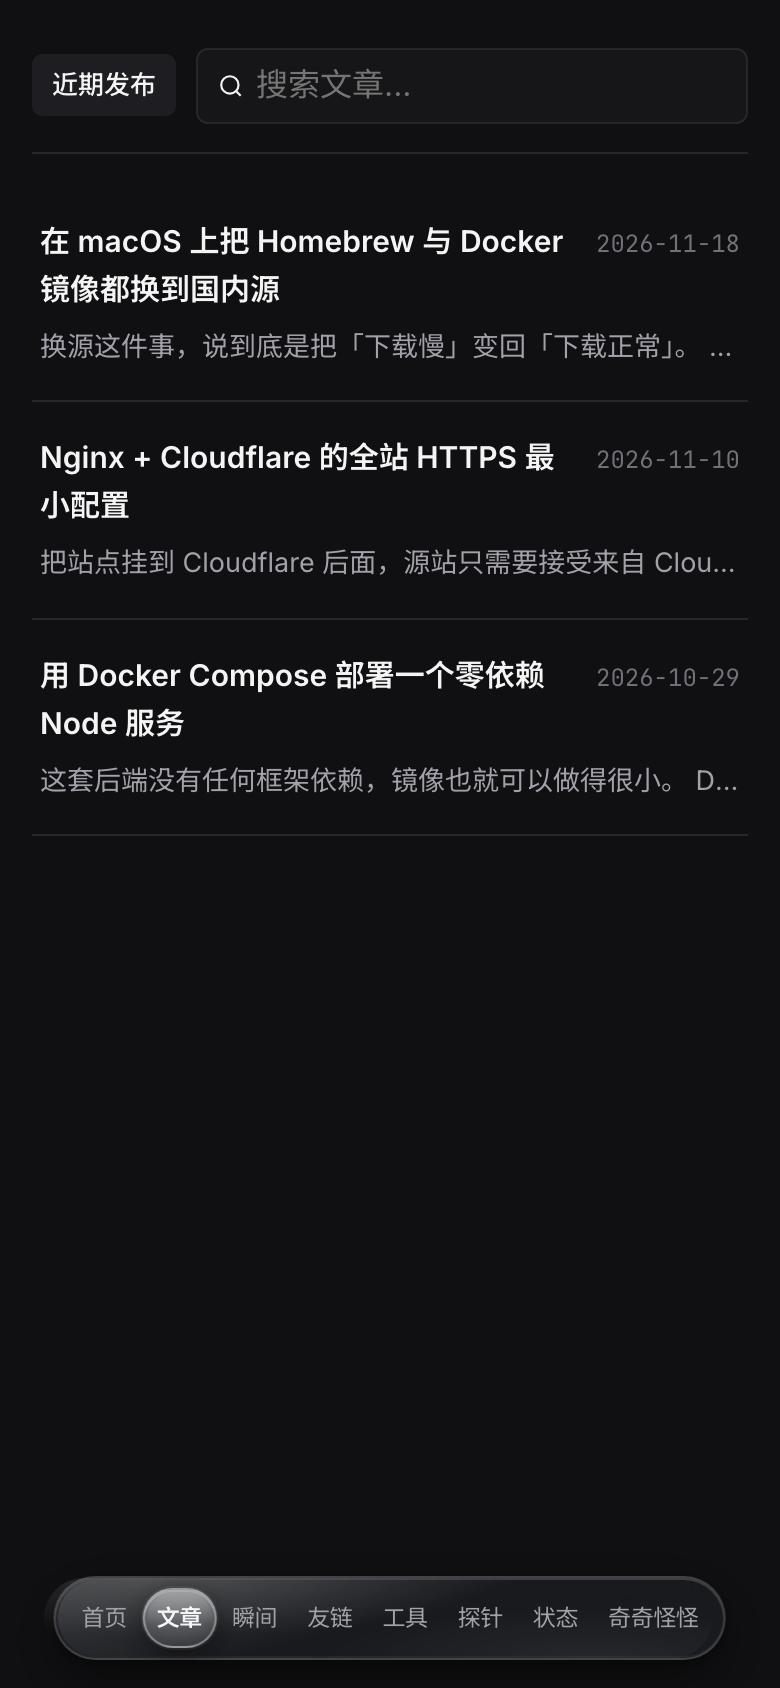 近期发布
搜索文章...
在 macOS 上把 Homebrew 与 Docker
镜像都换到国内源
2026-11-18
换源这件事，说到底是把「下载慢」变回「下载正常」。 ...
Nginx + Cloudflare 的全站 HTTPS 最
小配置
2026-11-10
把站点挂到 Cloudflare 后面，源站只需要接受来自 Clou...
用 Docker Compose 部署一个零依赖
Node 服务
2026-10-29
这套后端没有任何框架依赖，镜像也就可以做得很小。 D...
首页 文章 瞬间 友链 工具 探针 状态 奇奇怪怪